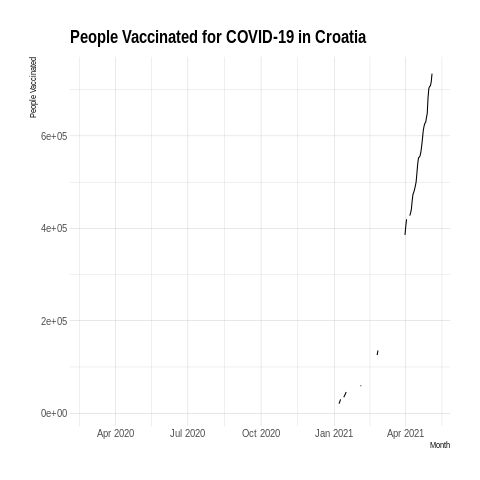 People Vaccinated for COVID-19 in Croatia
People Vaccinated
6e+05
4e+05
2e+05
0e+00
Apr 2020 Jul 2020 Oct 2020 Jan 2021 Apr 2021
Month